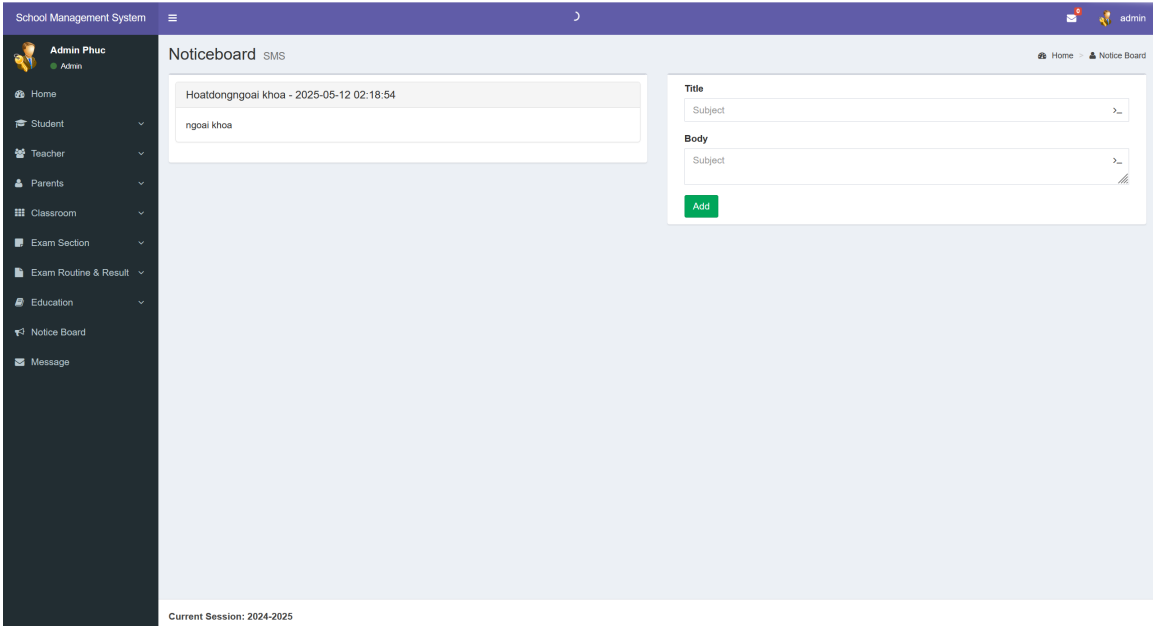 School Management System
0
admin
Admin Phuc
Admin
Home
Student
Teacher
Parents
Classroom
Exam Section
Exam Routine & Result
Education
Notice Board
Message
Noticeboard SMS
Home > Notice Board
Hoatdongngoai khoa - 2025-05-12 02:18:54
ngoai khoa
Title
Subject
Body
Subject
Add
Current Session: 2024-2025